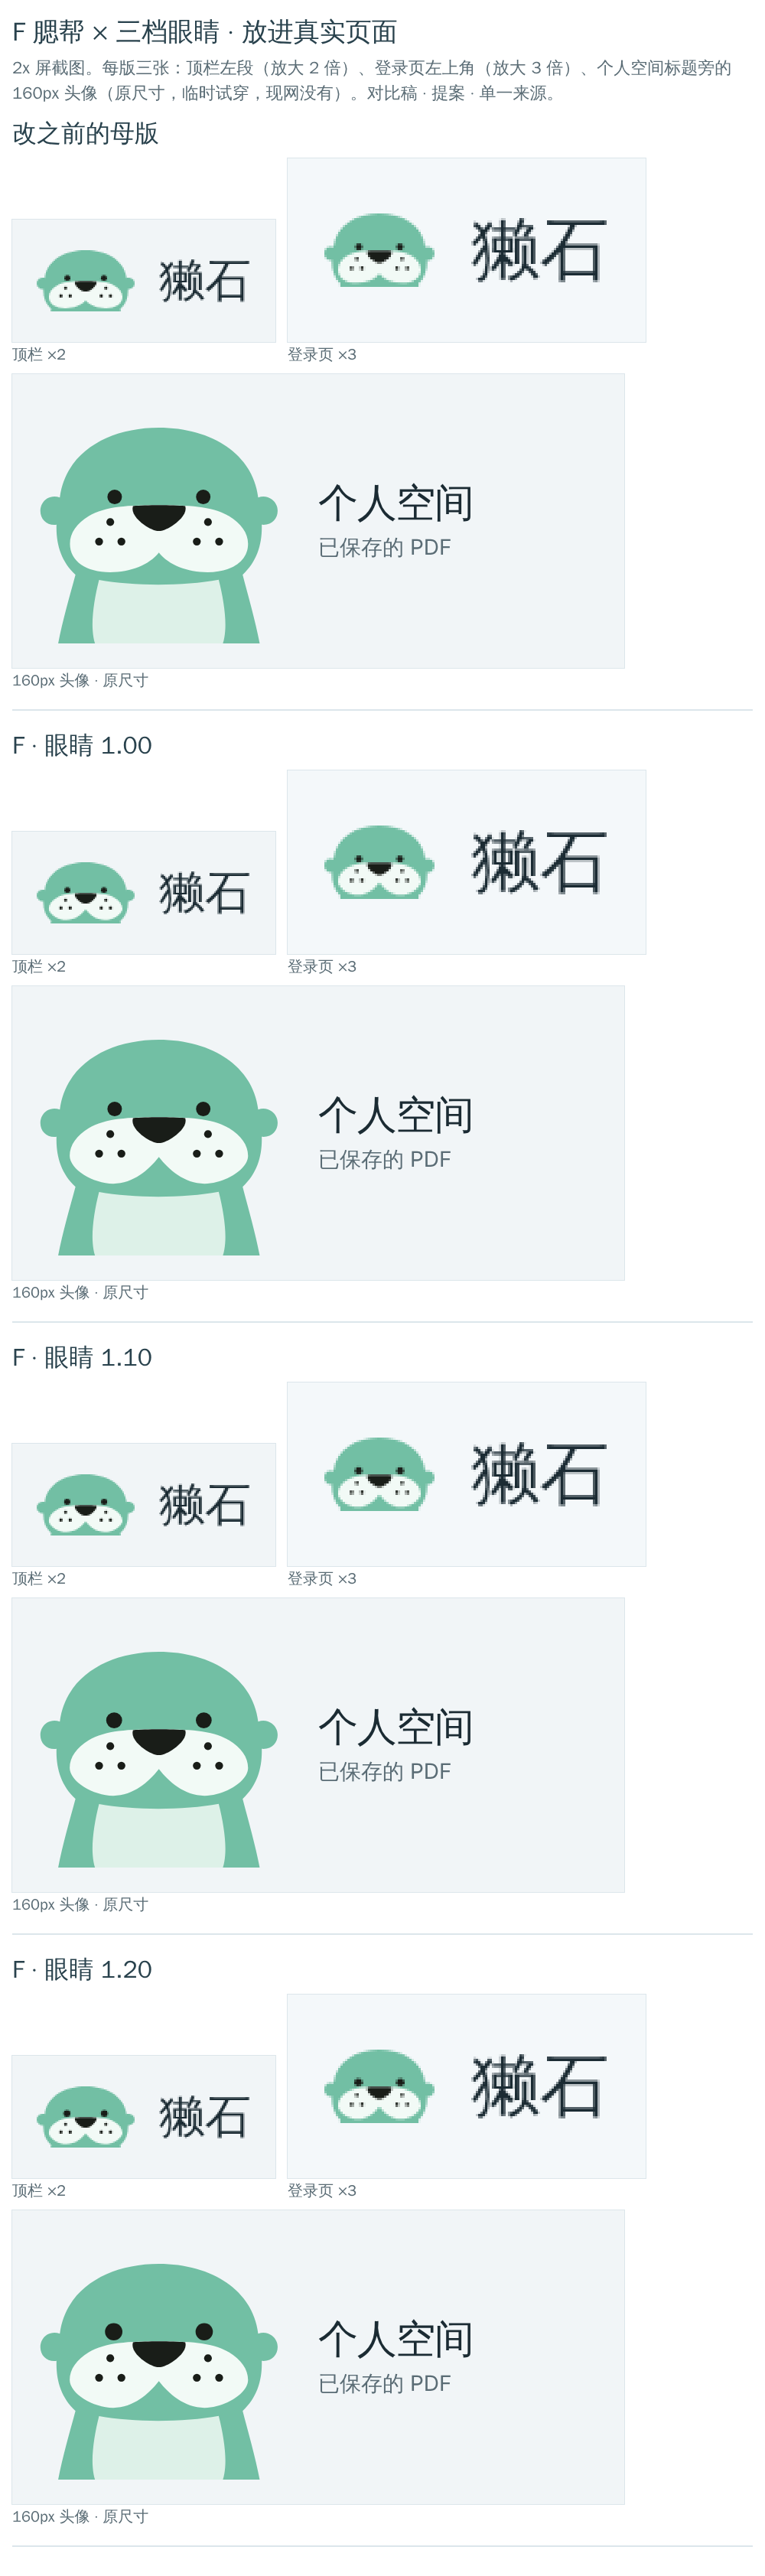 F 腮帮 × 三档眼睛 · 放进真实页面
2x 屏截图。每版三张：顶栏左段（放大 2 倍）、登录页左上角（放大 3 倍）、个人空间标题旁的
160px 头像（原尺寸，临时试穿，现网没有）。对比稿 · 提案 · 单一来源。
改之前的母版
獭石
獭石
顶栏 ×2
登录页 ×3
个人空间
已保存的 PDF
160px 头像 · 原尺寸
F · 眼睛 1.00
獭石
獭石
顶栏 ×2
登录页 ×3
个人空间
已保存的 PDF
160px 头像 · 原尺寸
F · 眼睛 1.10
獭石
獭石
顶栏 ×2
登录页 ×3
个人空间
已保存的 PDF
160px 头像 · 原尺寸
F · 眼睛 1.20
獭石
獭石
顶栏 ×2
登录页 ×3
个人空间
已保存的 PDF
160px 头像 · 原尺寸